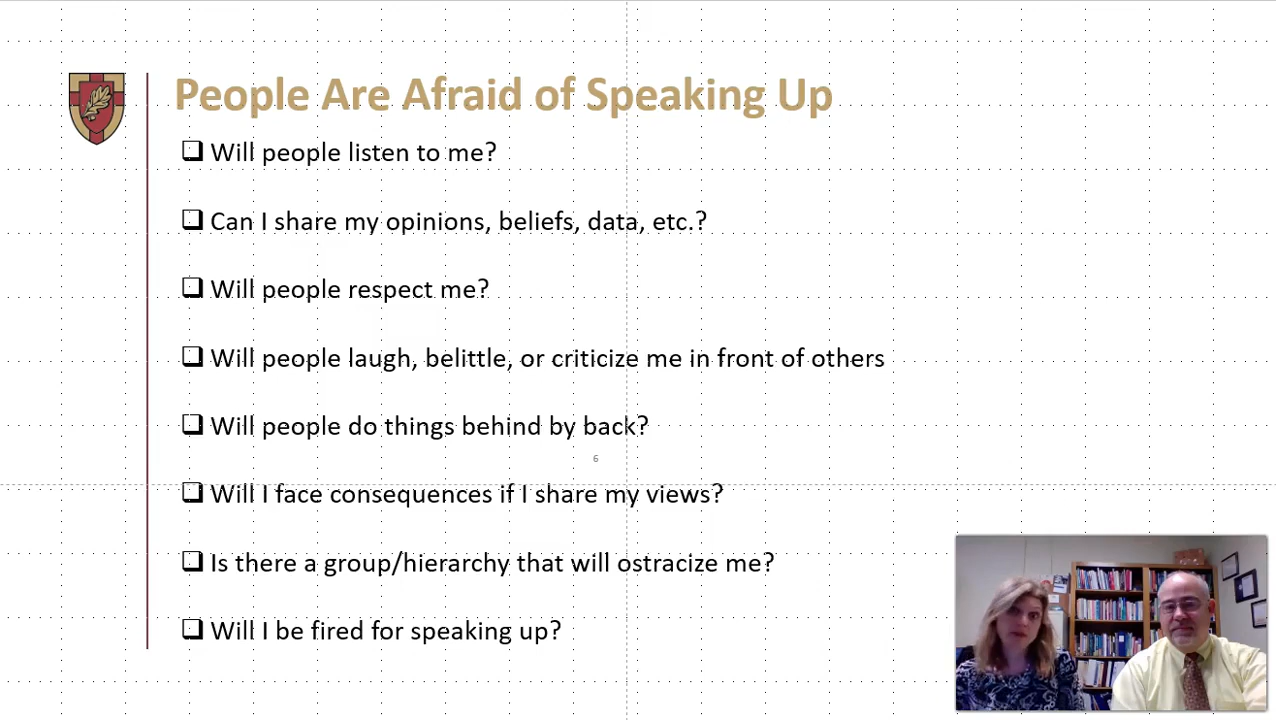 People Are Afraid of Speaking Up
Will people listen to me?
Can I share my opinions, beliefs, data, etc.?
Will people respect me?
Will people laugh, belittle, or criticize me in front of others
Will people do things behind by back?
6
Will I face consequences if I share my views?
Is there a group/hierarchy that will ostracize me?
Will I be fired for speaking up?